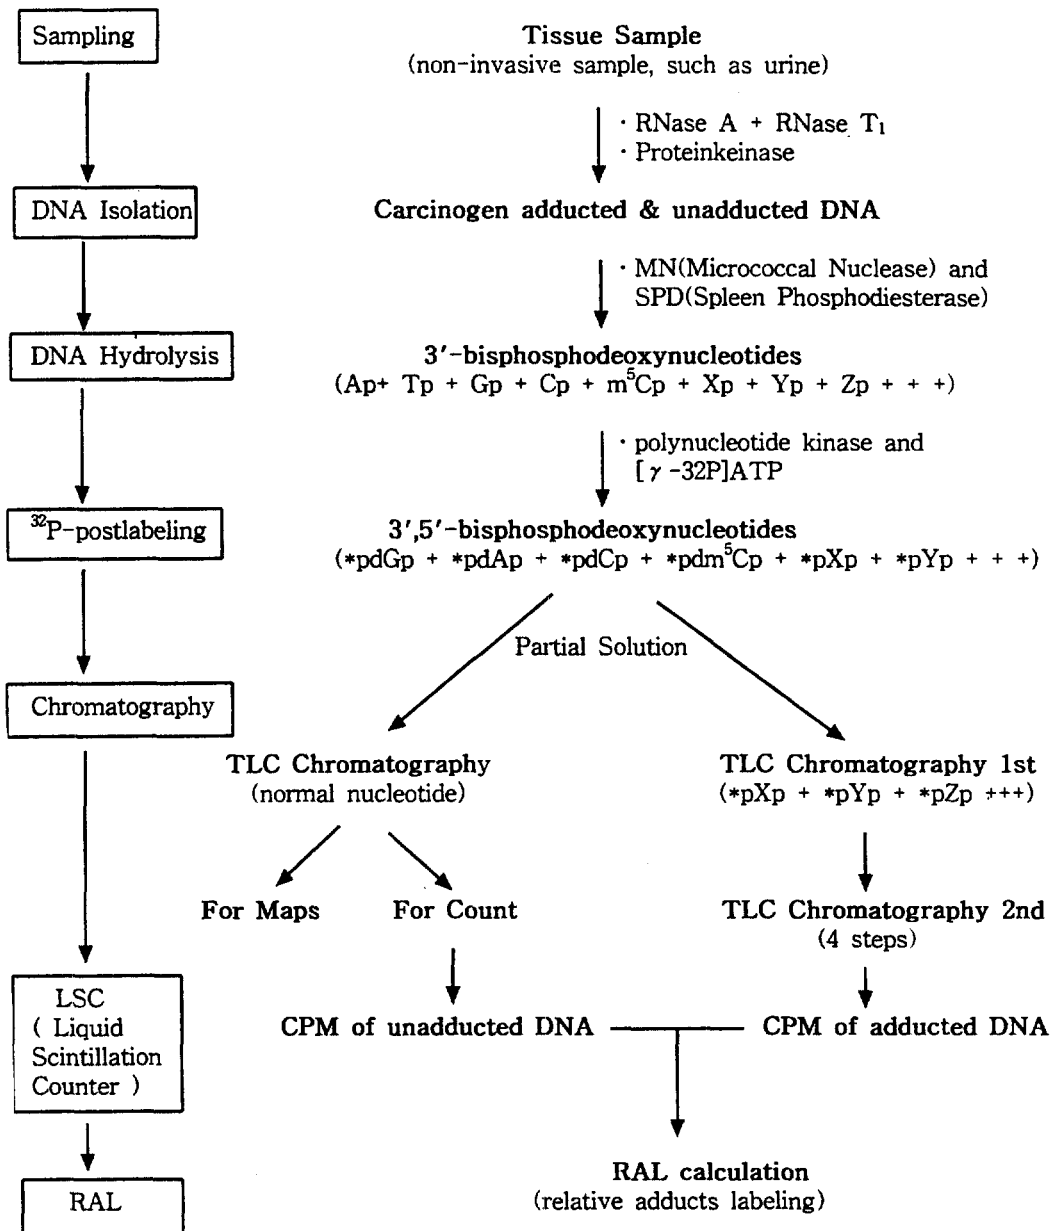 Sampling
Tissue Sample
(non-invasive sample, such as urine)
· RNase A + RNase T₁
· Proteinkeinase
DNA Isolation
Carcinogen adducted & unadducted DNA
· MN(Micrococcal Nuclease) and
SPD(Spleen Phosphodiesterase)
DNA Hydrolysis
3′-bisphosphodeoxynucleotides
(Ap+ Tp + Gp + Cp + m⁵Cp + Xp + Yp + Zp + + +)
· polynucleotide kinase and
[γ-32P]ATP
³²P-postlabeling
3′,5′-bisphosphodeoxynucleotides
(*pdGp + *pdAp + *pdCp + *pdm⁵Cp + *pXp + *pYp + + +)
Partial Solution
Chromatography
TLC Chromatography
(normal nucleotide)
TLC Chromatography 1st
(*pXp + *pYp + *pZp +++)
For Maps
For Count
TLC Chromatography 2nd
(4 steps)
LSC
( Liquid
Scintillation
Counter )
CPM of unadducted DNA
CPM of adducted DNA
RAL calculation
(relative adducts labeling)
RAL